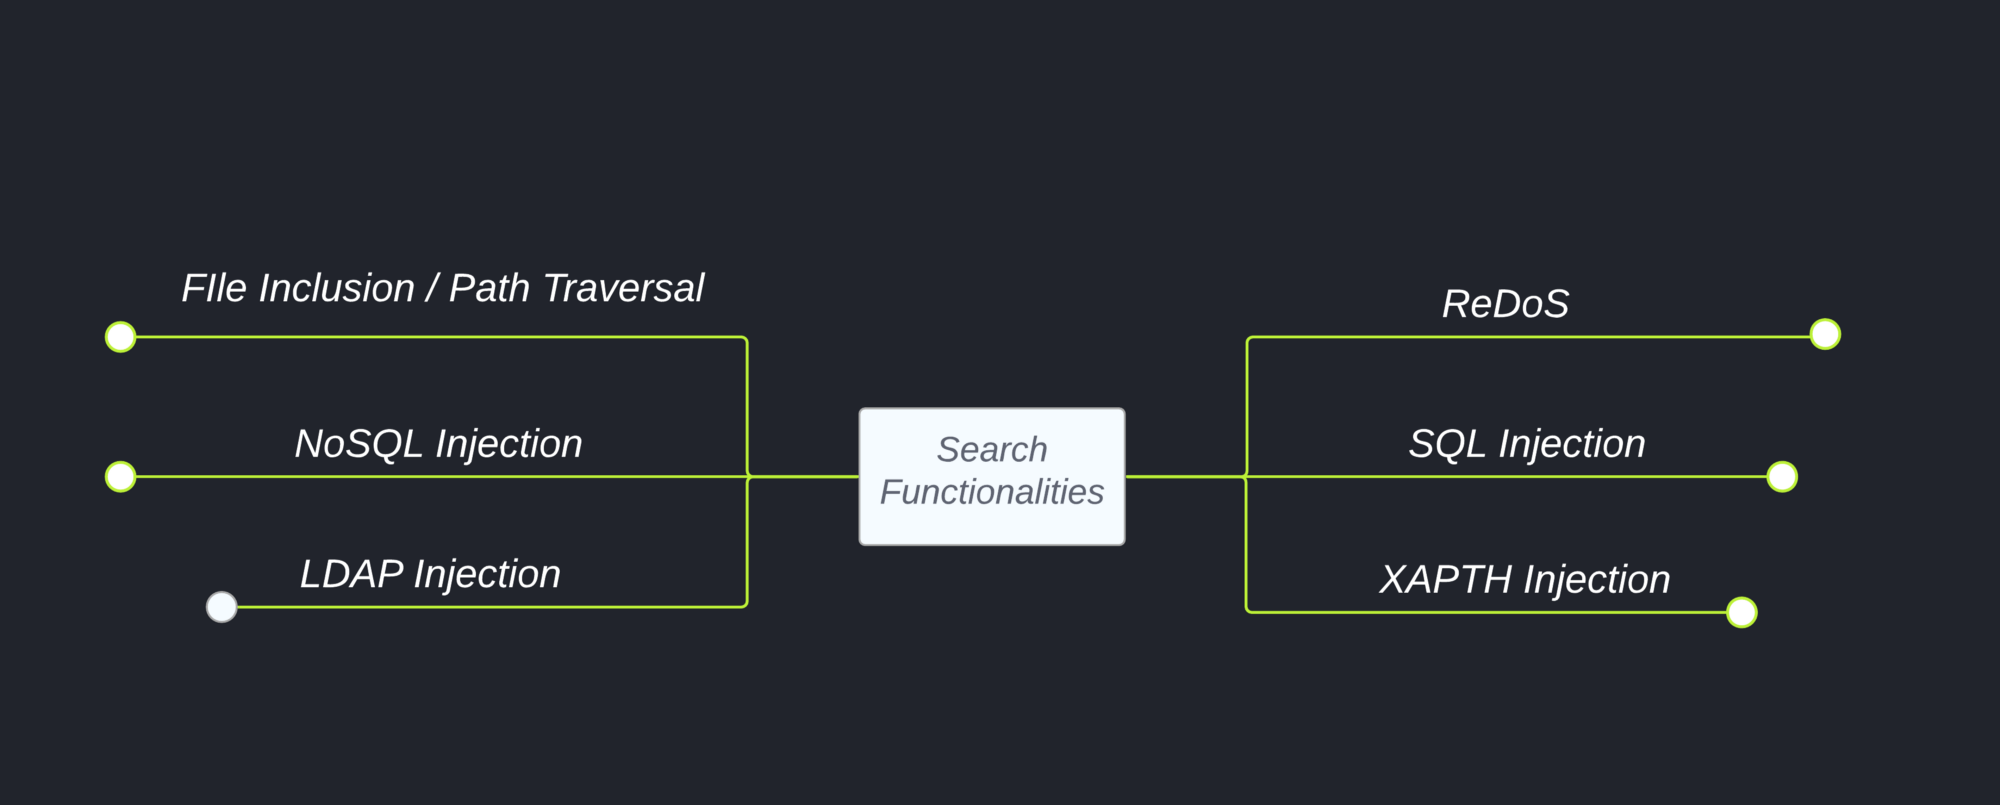 FIle Inclusion / Path Traversal
NoSQL Injection
LDAP Injection
Search
Functionalities
ReDoS
SQL Injection
XAPTH Injection